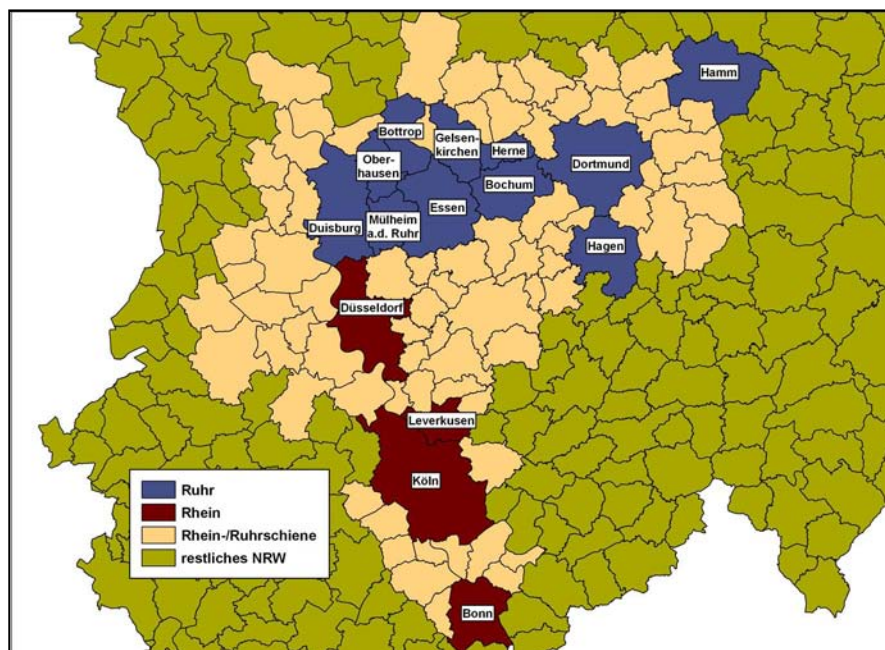 Hamm
Bottrop
Gelsen-
kirchen
Herne
Dortmund
Ober-
hausen
Bochum
Essen
Duisburg
Mülheim
a.d. Ruhr
Hagen
Düsseldorf
Leverkusen
Köln
Ruhr
Rhein
Rhein-/Ruhrschiene
restliches NRW
Bonn